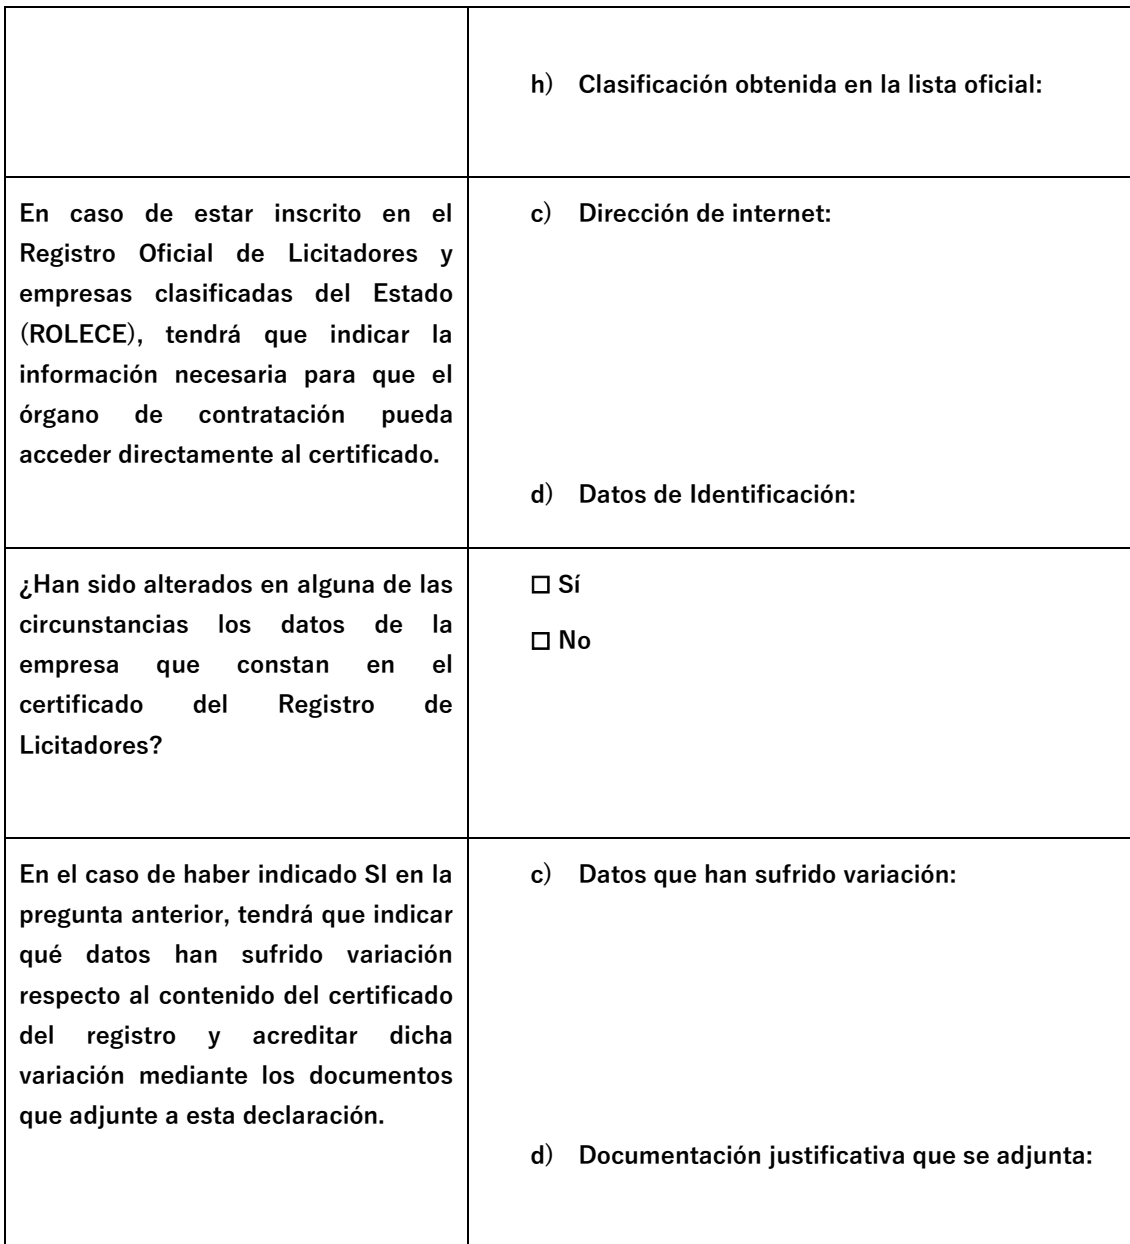 h) Clasificación obtenida en la lista oficial:
En caso de estar inscrito en el
Registro Oficial de Licitadores y
empresas clasificadas del Estado
(ROLECE), tendrá que indicar la
información necesaria para que el
órgano de contratación pueda
acceder directamente al certificado.
c) Dirección de internet:
d) Datos de Identificación:
¿Han sido alterados en alguna de las
circunstancias los datos de la
empresa que constan en el
certificado del Registro de
Licitadores?
☐ Sí
☐ No
En el caso de haber indicado SI en la
pregunta anterior, tendrá que indicar
qué datos han sufrido variación
respecto al contenido del certificado
del registro y acreditar dicha
variación mediante los documentos
que adjunte a esta declaración.
c) Datos que han sufrido variación:
d) Documentación justificativa que se adjunta: